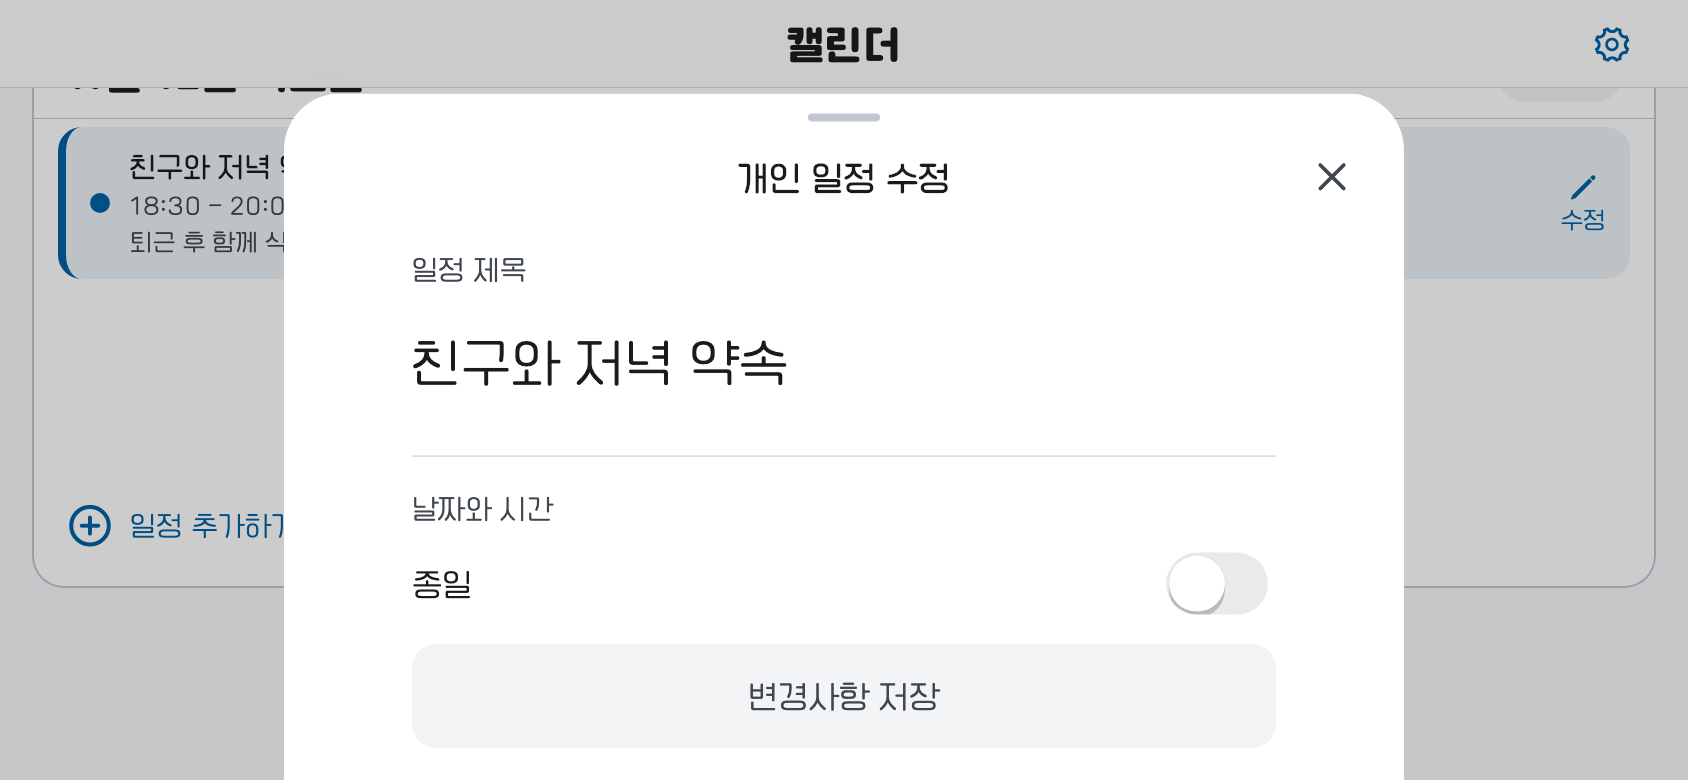 캘린더
친구와 저녁
18:30 - 20:0
퇴근 후 함께
일정 추가하기
수정
개인 일정 수정
일정 제목
친구와 저녁 약속
날짜와 시간
종일
변경사항 저장